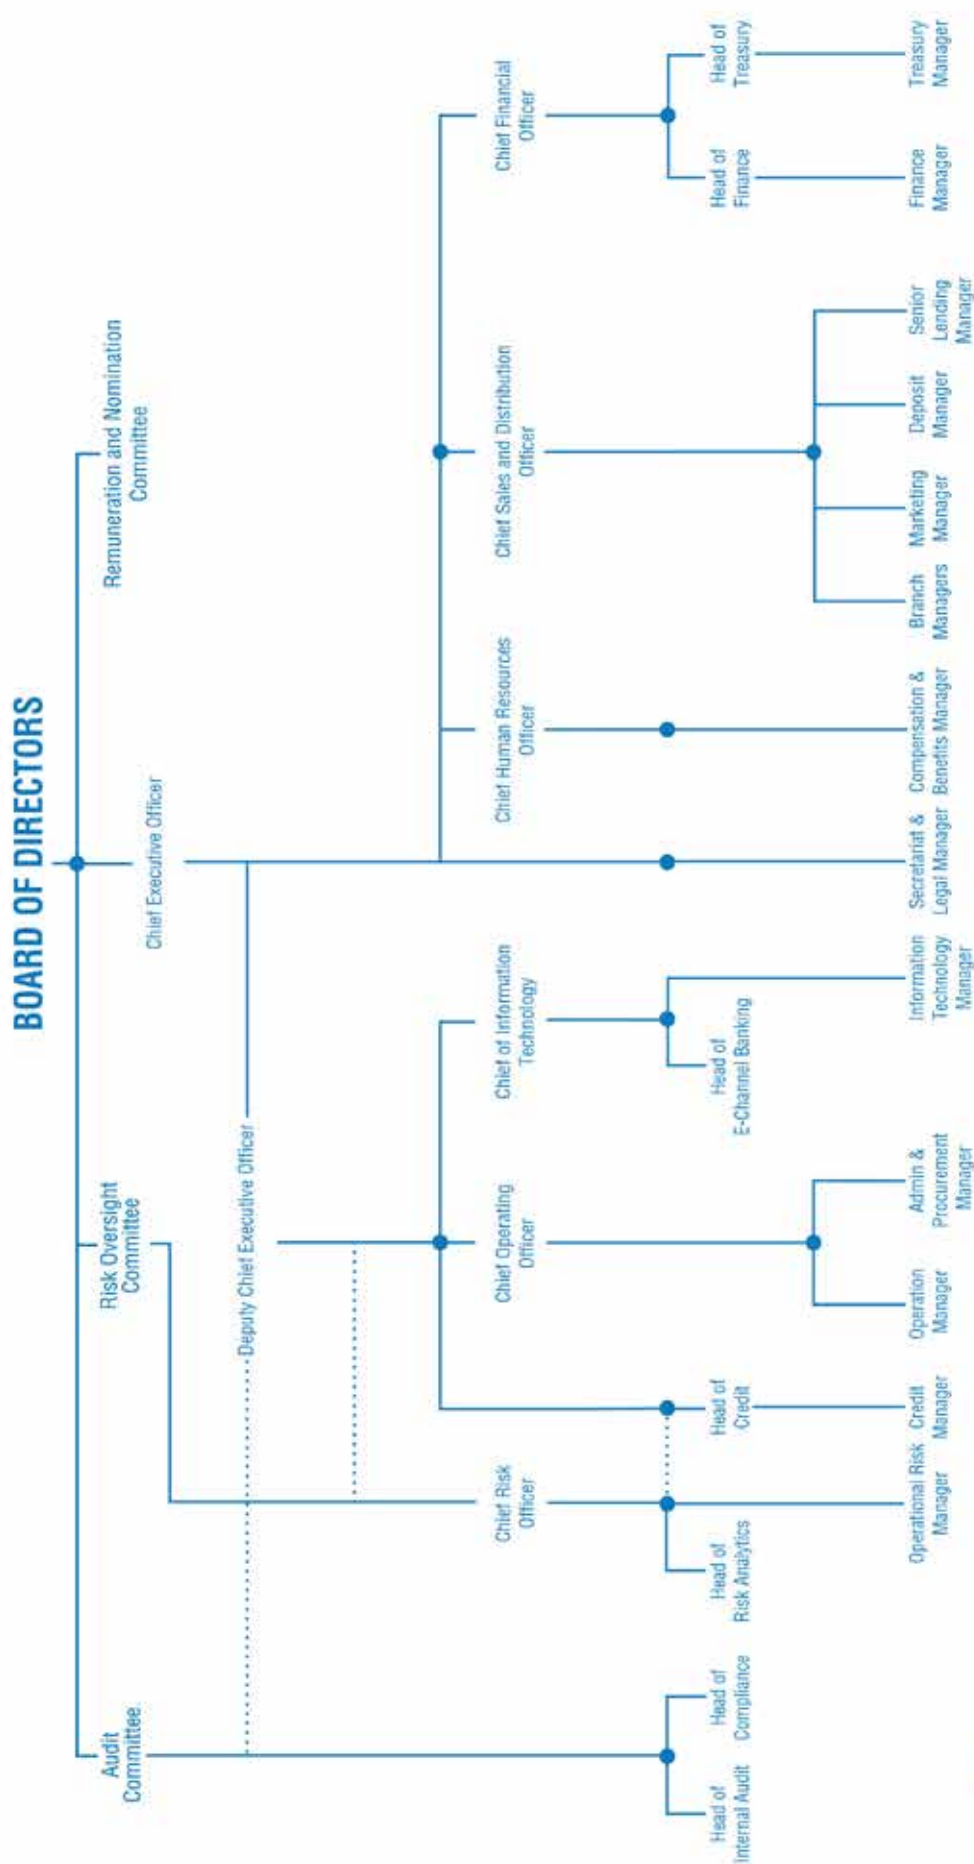 BOARD OF DIRECTORS
Audit
Committee
Risk Oversight
Committee
Chief Executive Officer
Remuneration and Nomination
Committee
Deputy Chief Executive Officer
Chief Risk
Officer
Chief Operating
Officer
Chief of Information
Technology
Chief Human Resources
Officer
Chief Sales and Distribution
Officer
Chief Financial
Officer
Head of
Internal Audit
Head of
Compliance
Head of
Risk Analytics
Head of
Credit
Head of
E-Channel Banking
Head of
Finance
Head of
Treasury
Operational Risk
Manager
Credit
Manager
Operation
Manager
Admin &
Procurement
Manager
Information
Technology
Manager
Secretariat &
Legal Manager
Compensation &
Benefits Manager
Branch
Managers
Marketing
Manager
Deposit
Manager
Senior
Lending
Manager
Finance
Manager
Treasury
Manager